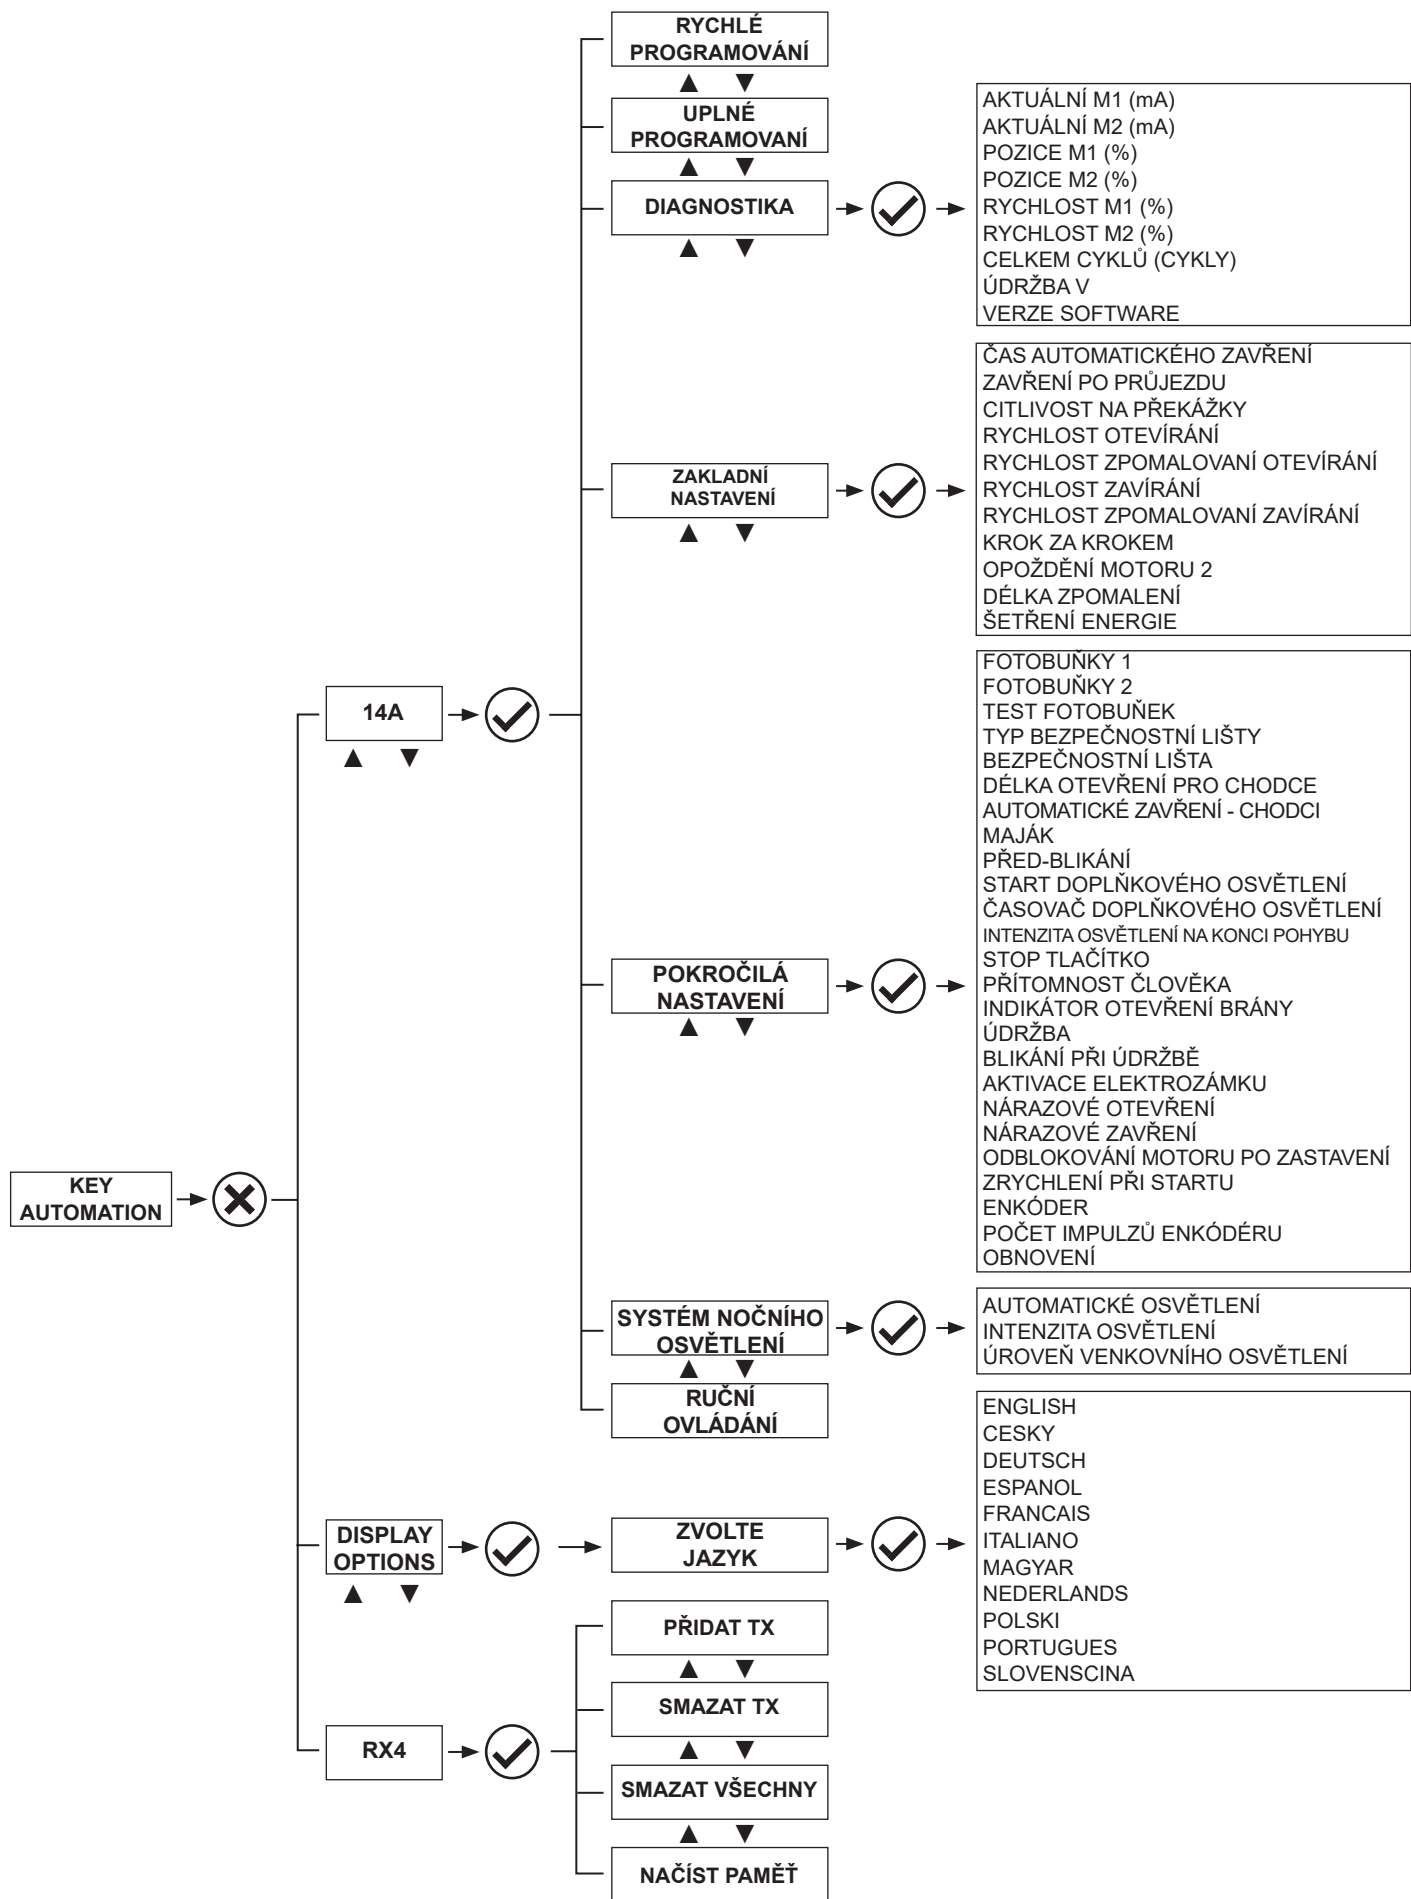 RYCHLÉ
PROGRAMOVÁNÍ
UPLNÉ
PROGRAMOVANÍ
DIAGNOSTIKA
AKTUÁLNÍ M1 (mA)
AKTUÁLNÍ M2 (mA)
POZICE M1 (%)
POZICE M2 (%)
RYCHLOST M1 (%)
RYCHLOST M2 (%)
CELKEM CYKLŮ (CYKLY)
ÚDRŽBA V
VERZE SOFTWARE
ZAKLADNÍ
NASTAVENÍ
ČAS AUTOMATICKÉHO ZAVŘENÍ
ZAVŘENÍ PO PRŮJEZDU
CITLIVOST NA PŘEKÁŽKY
RYCHLOST OTEVÍRÁNÍ
RYCHLOST ZPOMALOVANÍ OTEVÍRÁNÍ
RYCHLOST ZAVÍRÁNÍ
RYCHLOST ZPOMALOVANÍ ZAVÍRÁNÍ
KROK ZA KROKEM
OPOŽDĚNÍ MOTORU 2
DÉLKA ZPOMALENÍ
ŠETŘENÍ ENERGIE
14A
POKROČILÁ
NASTAVENÍ
FOTOBUŇKY 1
FOTOBUŇKY 2
TEST FOTOBUŇEK
TYP BEZPEČNOSTNÍ LIŠTY
BEZPEČNOSTNÍ LIŠTA
DÉLKA OTEVŘENÍ PRO CHODCE
AUTOMATICKÉ ZAVŘENÍ - CHODCI
MAJÁK
PŘED-BLIKÁNÍ
START DOPLŇKOVÉHO OSVĚTLENÍ
ČASOVAČ DOPLŇKOVÉHO OSVĚTLENÍ
INTENZITA OSVĚTLENÍ NA KONCI POHYBU
STOP TLAČÍTKO
PŘÍTOMNOST ČLOVĚKA
INDIKÁTOR OTEVŘENÍ BRÁNY
ÚDRŽBA
BLIKÁNÍ PŘI ÚDRŽBĚ
AKTIVACE ELEKTROZÁMKU
NÁRAZOVÉ OTEVŘENÍ
NÁRAZOVÉ ZAVŘENÍ
ODBLOKOVÁNÍ MOTORU PO ZASTAVENÍ
ZRYCHLENÍ PŘI STARTU
ENKÓDER
POČET IMPULZŮ ENKÓDÉRU
OBNOVENÍ
KEY
AUTOMATION
SYSTÉM NOČNÍHO
OSVĚTLENÍ
AUTOMATICKÉ OSVĚTLENÍ
INTENZITA OSVĚTLENÍ
ÚROVEŇ VENKOVNÍHO OSVĚTLENÍ
RUČNÍ
OVLÁDÁNÍ
DISPLAY
OPTIONS
ZVOLTE
JAZYK
ENGLISH
CESKY
DEUTSCH
ESPANOL
FRANCAIS
ITALIANO
MAGYAR
NEDERLANDS
POLSKI
PORTUGUES
SLOVENSCINA
RX4
PŘIDAT TX
SMAZAT TX
SMAZAT VŠECHNY
NAČÍST PAMĚŤ